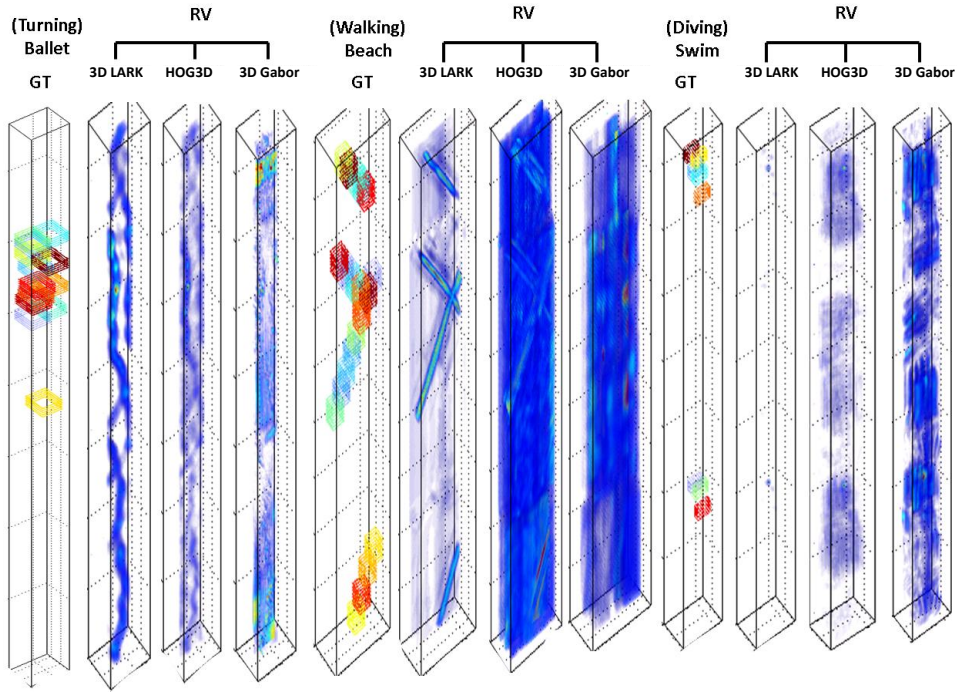 (Turning)
Ballet
GT
RV
3D LARK
HOG3D
3D Gabor
(Walking)
Beach
GT
RV
3D LARK
HOG3D
3D Gabor
(Diving)
Swim
GT
RV
3D LARK
HOG3D
3D Gabor